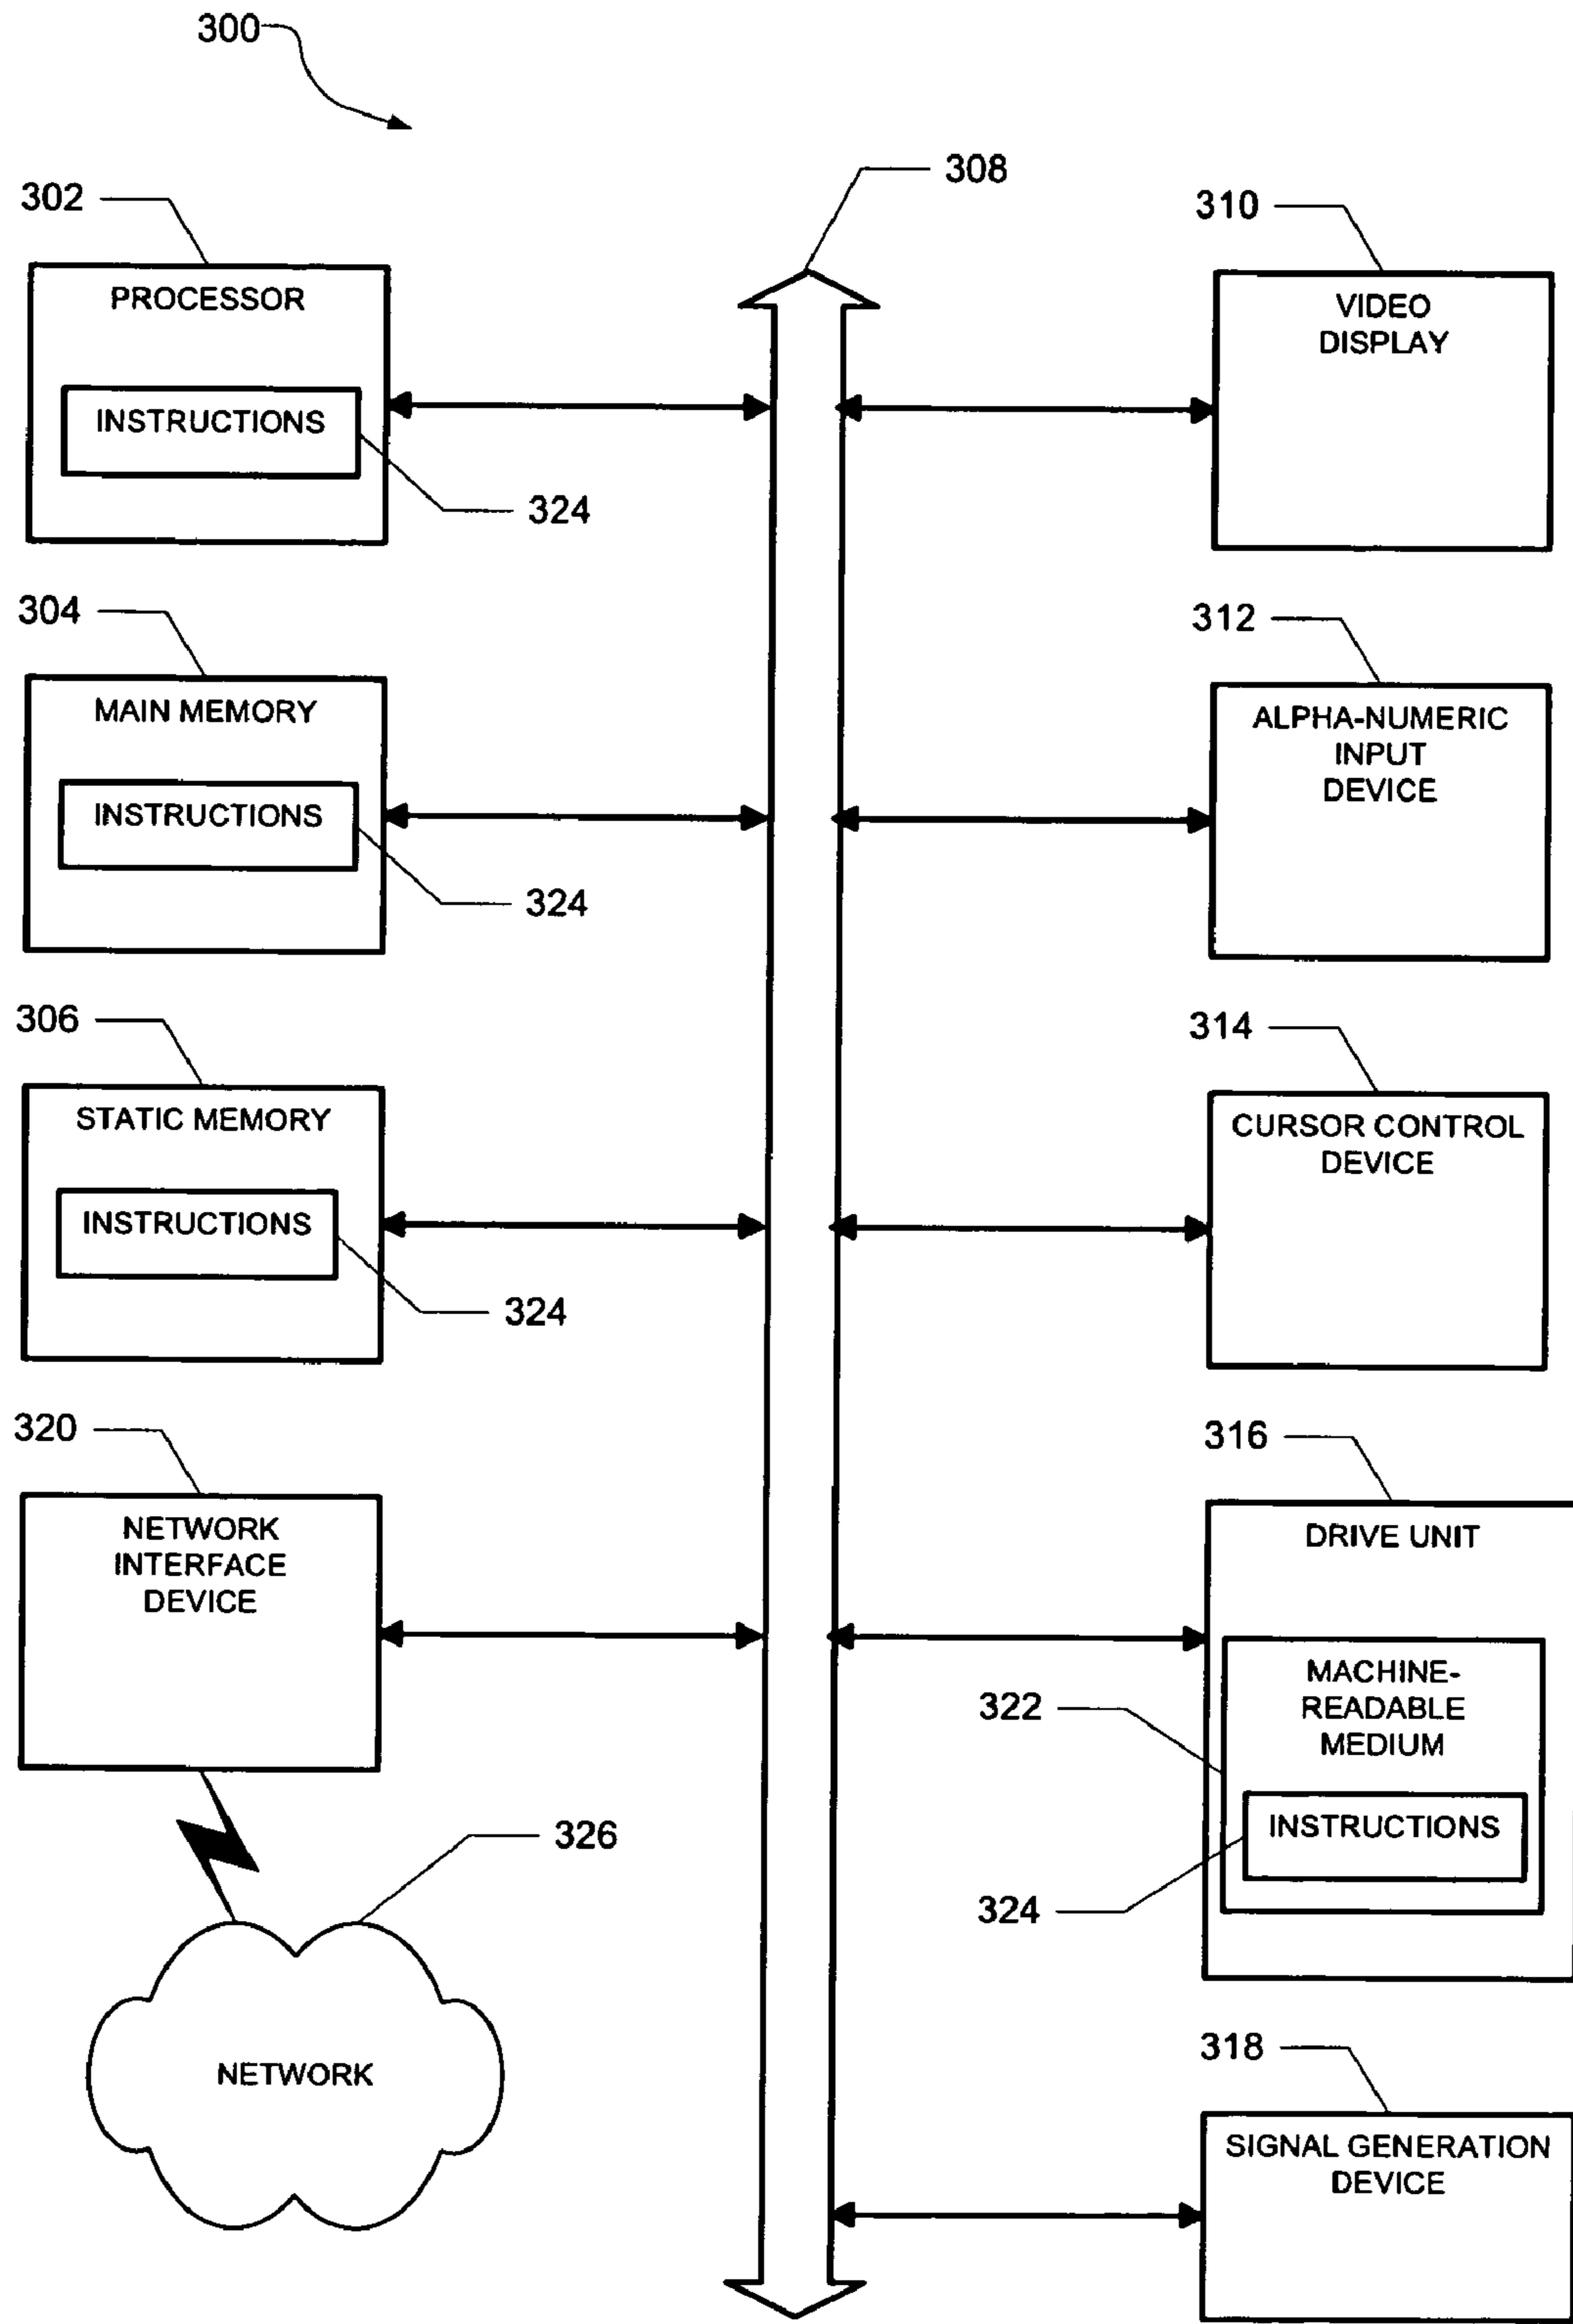 300
308
302
PROCESSOR
INSTRUCTIONS
324
304
MAIN MEMORY
INSTRUCTIONS
324
306
STATIC MEMORY
INSTRUCTIONS
324
320
NETWORK
INTERFACE
DEVICE
326
NETWORK
310
VIDEO
DISPLAY
312
ALPHA-NUMERIC
INPUT
DEVICE
314
CURSOR CONTROL
DEVICE
316
DRIVE UNIT
322
MACHINE-
READABLE
MEDIUM
INSTRUCTIONS
324
318
SIGNAL GENERATION
DEVICE